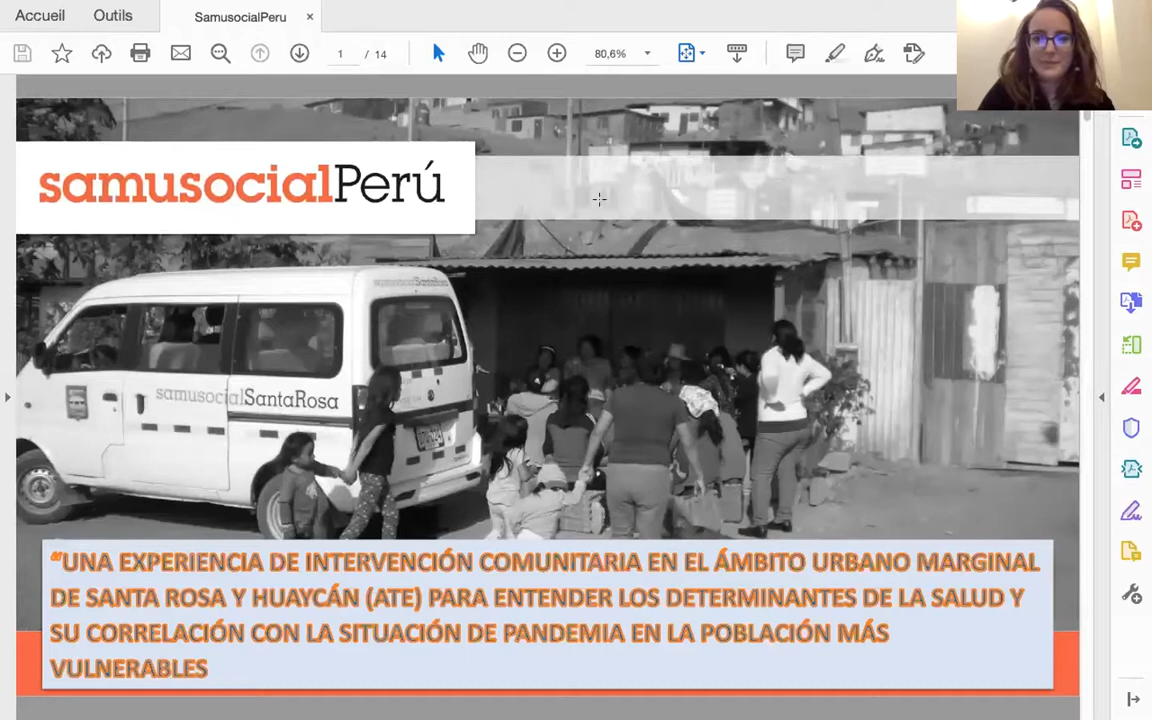 Accueil Outils SamusocialPeru ×
1 / 14 80,6%
samusocialPerú
samusocialSantaRosa
“UNA EXPERIENCIA DE INTERVENCIÓN COMUNITARIA EN EL ÁMBITO URBANO MARGINAL
DE SANTA ROSA Y HUAYCÁN (ATE) PARA ENTENDER LOS DETERMINANTES DE LA SALUD Y
SU CORRELACIÓN CON LA SITUACIÓN DE PANDEMIA EN LA POBLACIÓN MÁS
VULNERABLES